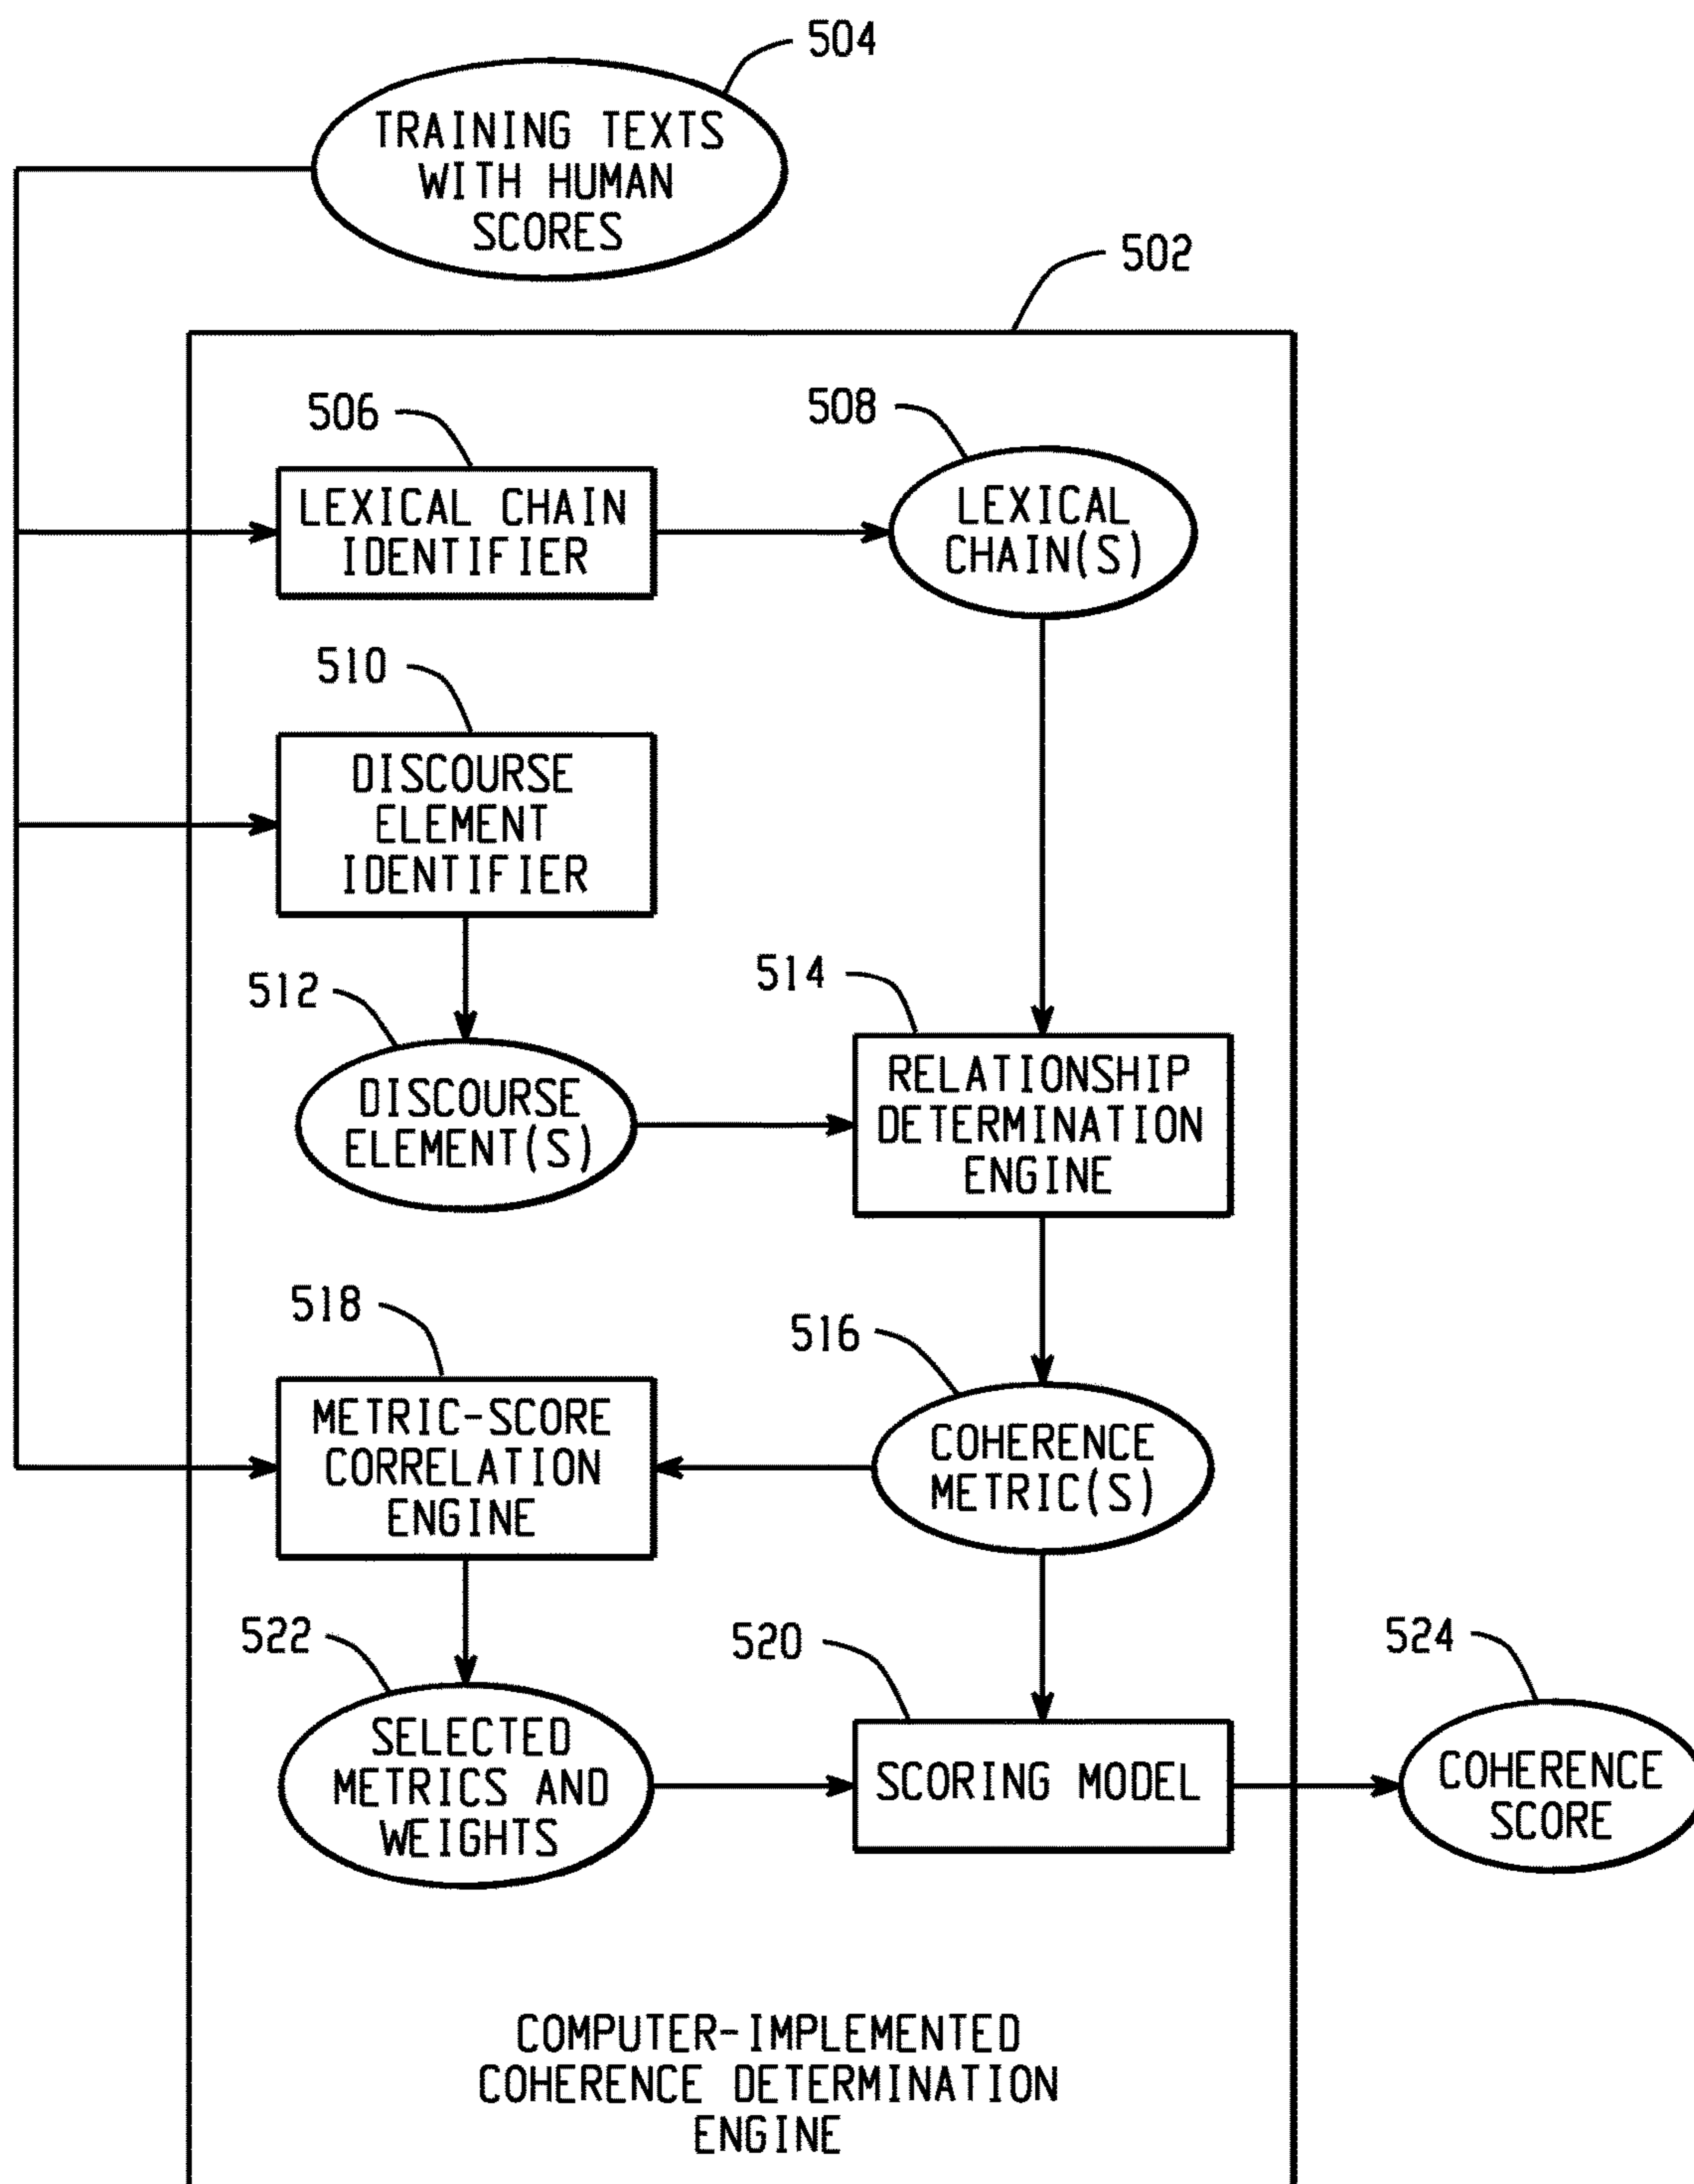 504
TRAINING TEXTS
WITH HUMAN
SCORES
502
506
508
LEXICAL CHAIN
IDENTIFIER
LEXICAL
CHAIN(S)
510
DISCOURSE
ELEMENT
IDENTIFIER
512
514
DISCOURSE
ELEMENT(S)
RELATIONSHIP
DETERMINATION
ENGINE
518
516
METRIC-SCORE
CORRELATION
ENGINE
COHERENCE
METRIC(S)
522
520
524
SELECTED
METRICS AND
WEIGHTS
SCORING MODEL
COHERENCE
SCORE
COMPUTER-IMPLEMENTED
COHERENCE DETERMINATION
ENGINE